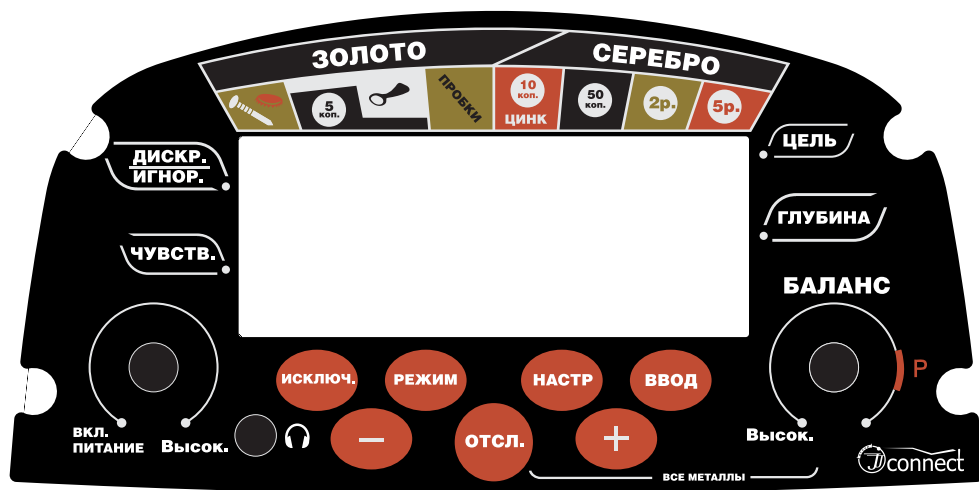 ЗОЛОТО
СЕРЕБРО
5
коп.
ПРОБКИ
10
коп.
ЦИНК
50
коп.
2р.
5р.
ДИСКР.
ИГНОР.
ЦЕЛЬ
ЧУВСТВ.
ГЛУБИНА
БАЛАНС
ИСКЛЮЧ.
РЕЖИМ
НАСТР
ВВОД
Р
ВКЛ.
ПИТАНИЕ
Высок.
−
ОТСЛ.
+
Высок.
ВСЕ МЕТАЛЛЫ
Jconnect